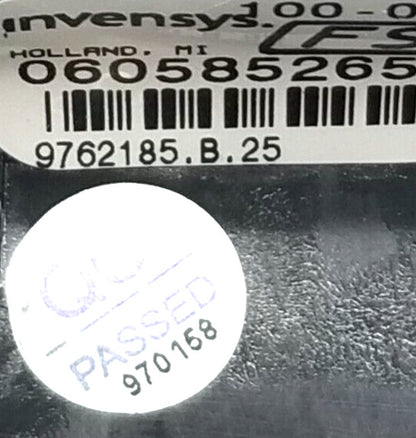 invensys. 100-0
HOLLAND, MI
060585265
9762185.B.25
QC
PASSED
970168